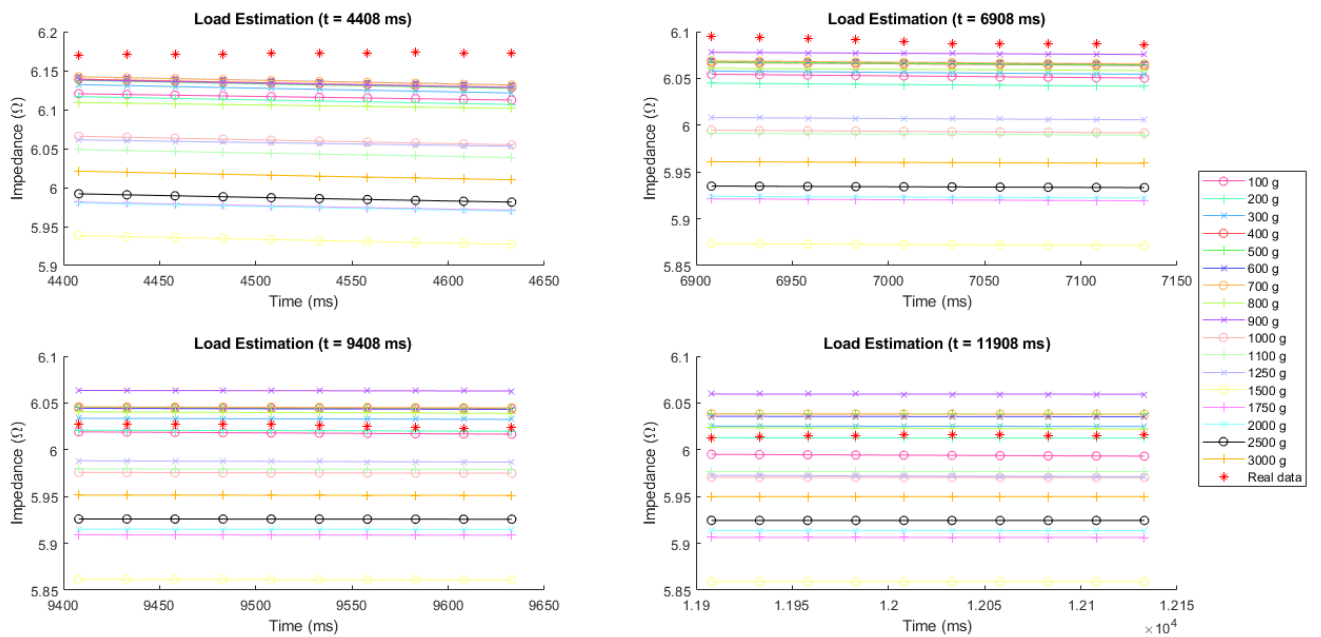 Load Estimation (t = 4408 ms)
6.2
6.15
6.1
6.05
6
5.95
5.9
Impedance (Ω)
4400
4450
4500
4550
4600
4650
Time (ms)
Load Estimation (t = 6908 ms)
6.1
6.05
6
5.95
5.9
5.85
Impedance (Ω)
6900
6950
7000
7050
7100
7150
Time (ms)
Load Estimation (t = 9408 ms)
6.1
6.05
6
5.95
5.9
5.85
Impedance (Ω)
9400
9450
9500
9550
9600
9650
Time (ms)
Load Estimation (t = 11908 ms)
6.1
6.05
6
5.95
5.9
5.85
Impedance (Ω)
1.19
1.195
1.2
1.205
1.21
1.215
Time (ms)
×10⁴
100 g
200 g
300 g
400 g
500 g
600 g
700 g
800 g
900 g
1000 g
1100 g
1250 g
1500 g
1750 g
2000 g
2500 g
3000 g
Real data